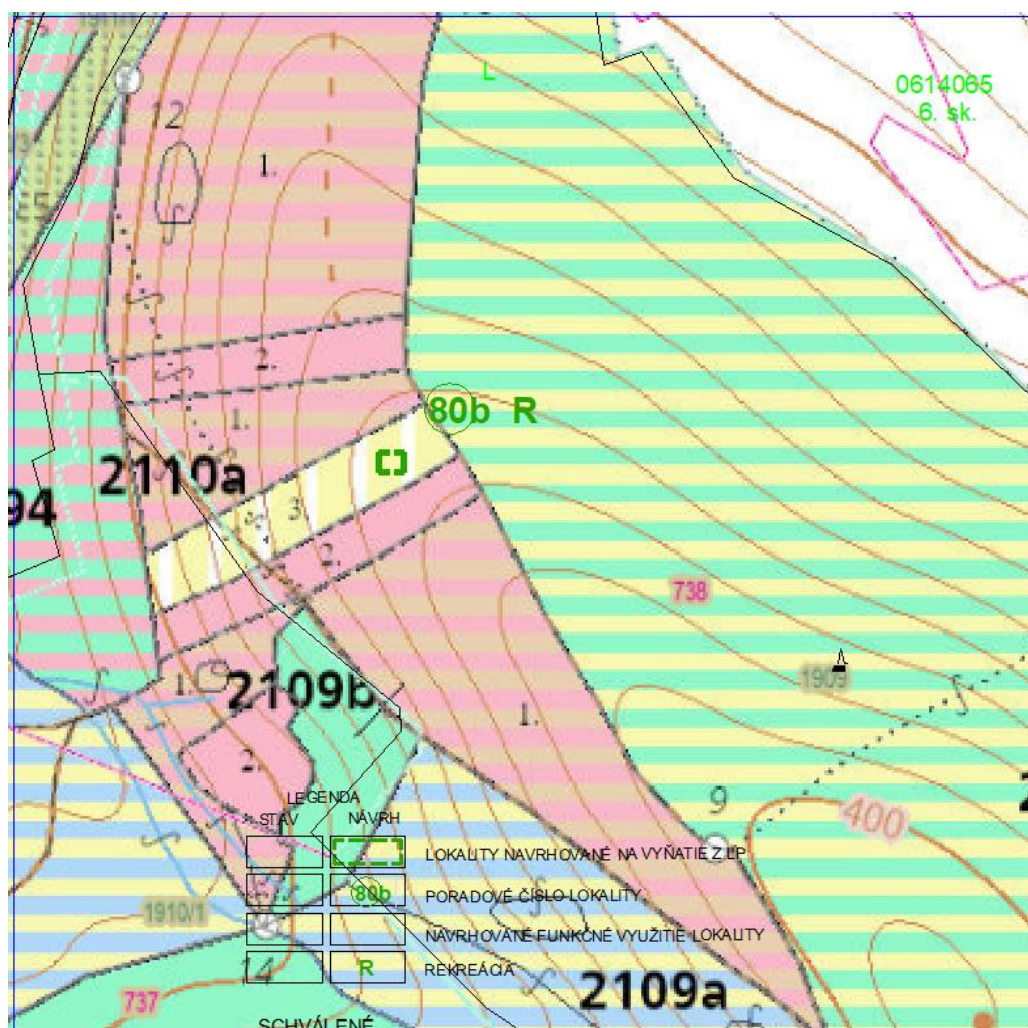 L
0614065
6. sk.
12
1.
2.
80b R
1.
2110a
94
3.
2.
738
1909
1.
2109b
1.
2.
9
400
LEGENDA
STAV NÁVRH
LOKALITY NAVRHOVANÉ NA VYŇATIE Z LP
80b PORADOVÉ ČÍSLO LOKALITY
1910/1
NAVRHOVANÉ FUNKČNÉ VYUŽITIE LOKALITY
14 R REKREÁCIA
737
2109a
SCHVÁLENÉ